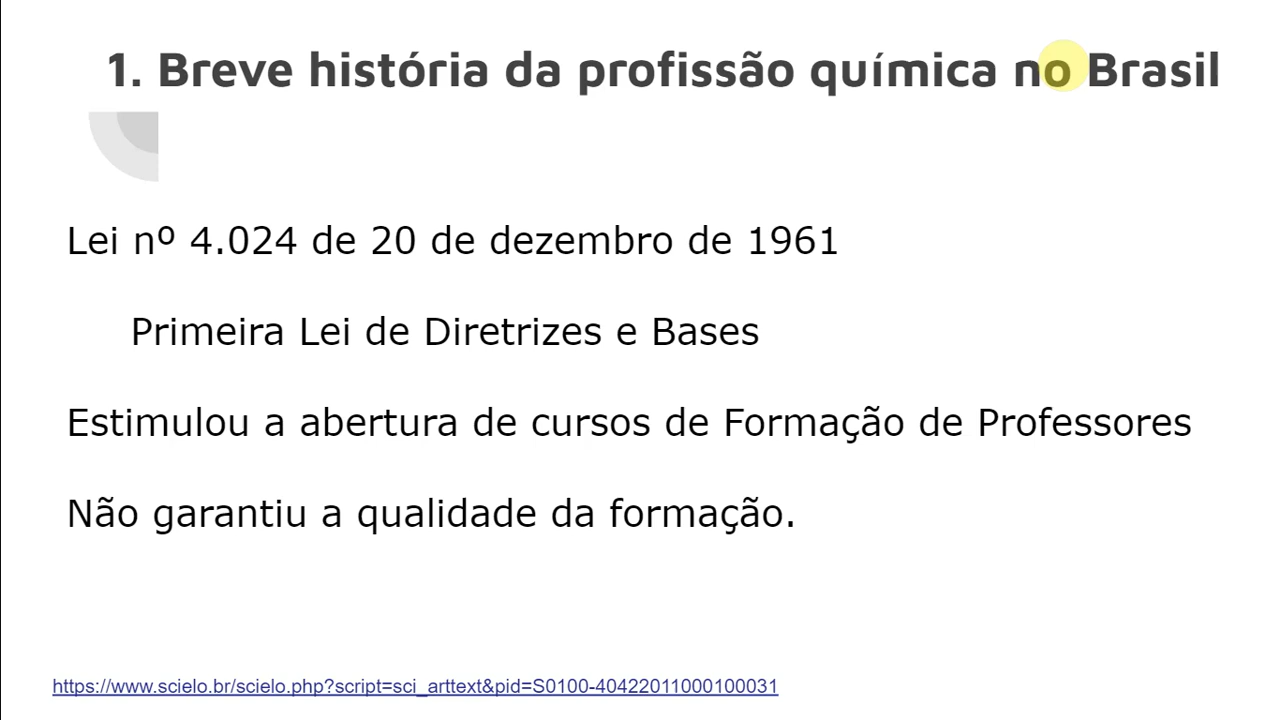 1. Breve história da profissão química no Brasil
Lei nº 4.024 de 20 de dezembro de 1961
Primeira Lei de Diretrizes e Bases
Estimulou a abertura de cursos de Formação de Professores
Não garantiu a qualidade da formação.
https://www.scielo.br/scielo.php?script=sci_arttext&pid=S0100-40422011000100031